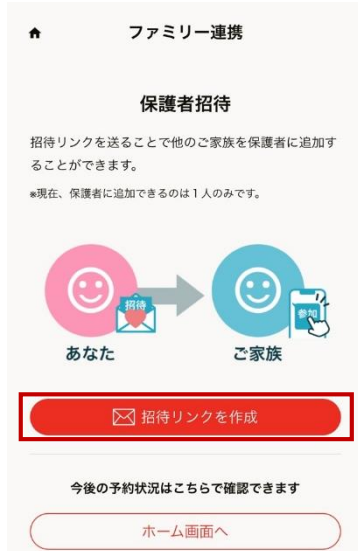 ファミリー連携
保護者招待
招待リンクを送ることで他のご家族を保護者に追加す
ることができます。
※現在、保護者に追加できるのは1人のみです。
招待
参加
あなた
ご家族
招待リンクを作成
今後の予約状況はこちらで確認できます
ホーム画面へ